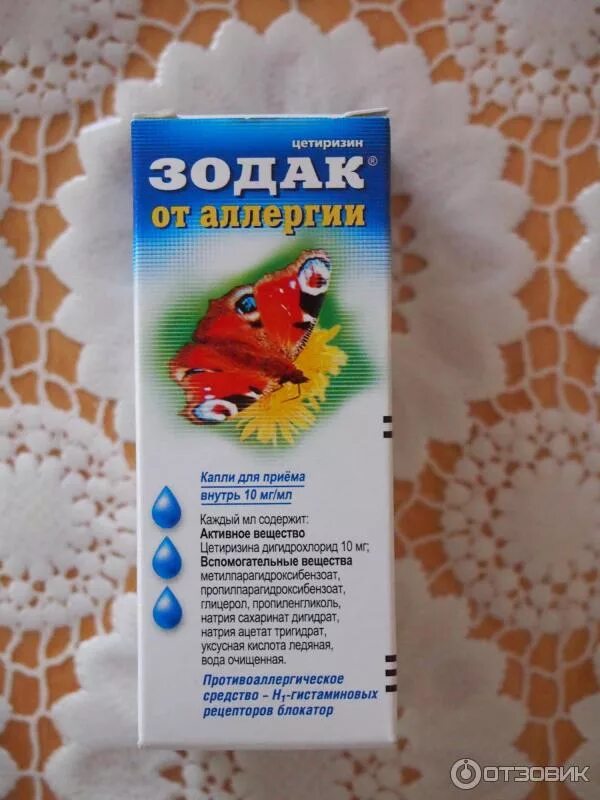 цетиризин
ЗОДАК®
от аллергии
Капли для приёма
внутрь 10 мг/мл
Каждый мл содержит:
Активное вещество
Цетиризина дигидрохлорид 10 мг;
Вспомогательные вещества
метилпарагидроксибензоат,
пропилпарагидроксибензоат,
глицерол, пропиленгликоль,
натрия сахаринат дигидрат,
натрия ацетат тригидрат,
уксусная кислота ледяная,
вода очищенная.
Противоаллергическое
средство – H₁-гистаминовых
рецепторов блокатор
ОТЗОВИК